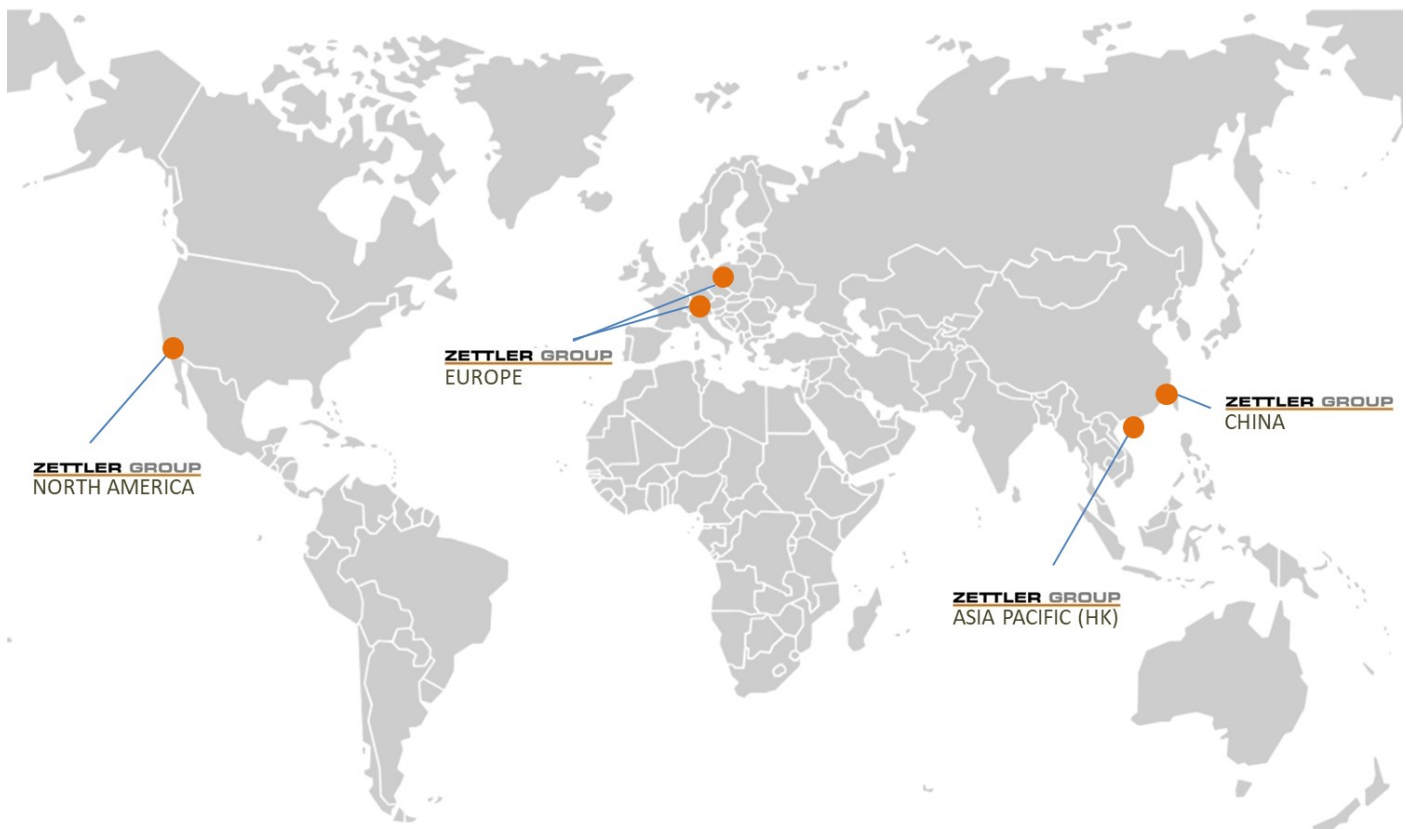 ZETTLER GROUP
EUROPE
ZETTLER GROUP
CHINA
ZETTLER GROUP
NORTH AMERICA
ZETTLER GROUP
ASIA PACIFIC (HK)